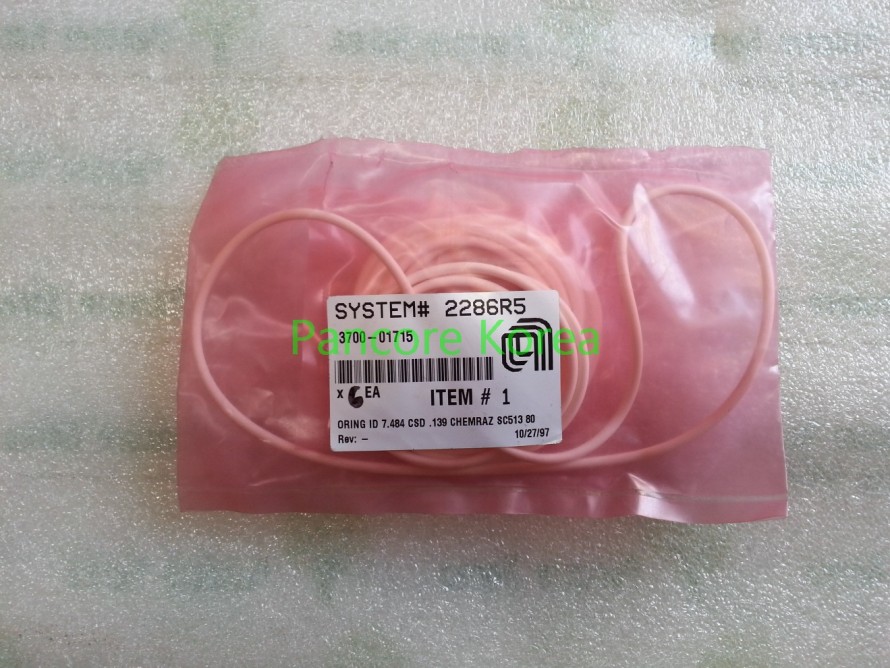 SYSTEM# 2286R5
3700-01715
Pancore Korea
x 6 EA
ITEM # 1
ORING ID 7.484 CSD .139 CHEMRAZ SC513 80
Rev: –
10/27/97